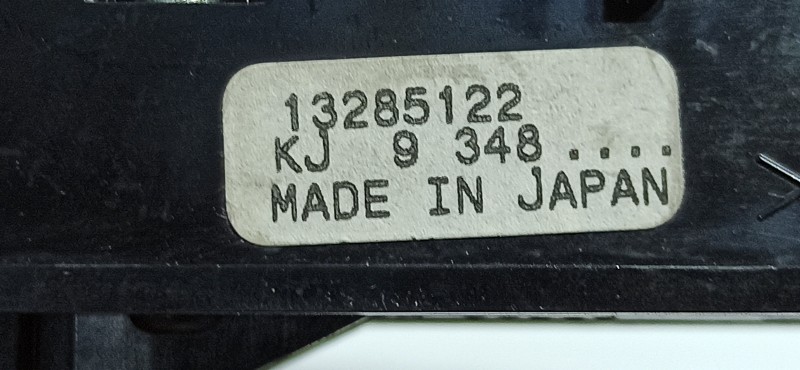 13285122
KJ 9 348 ....
MADE IN JAPAN